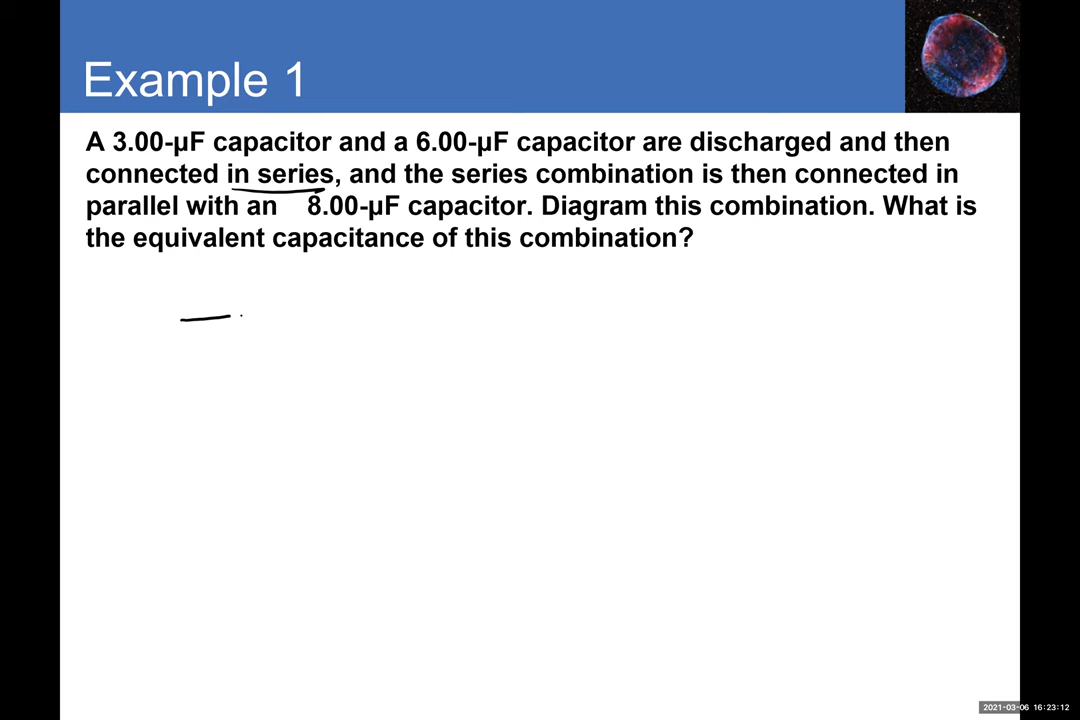 Example 1
A 3.00-µF capacitor and a 6.00-µF capacitor are discharged and then
connected in series, and the series combination is then connected in
parallel with an 8.00-µF capacitor. Diagram this combination. What is
the equivalent capacitance of this combination?
2021-03-06 16:23:12